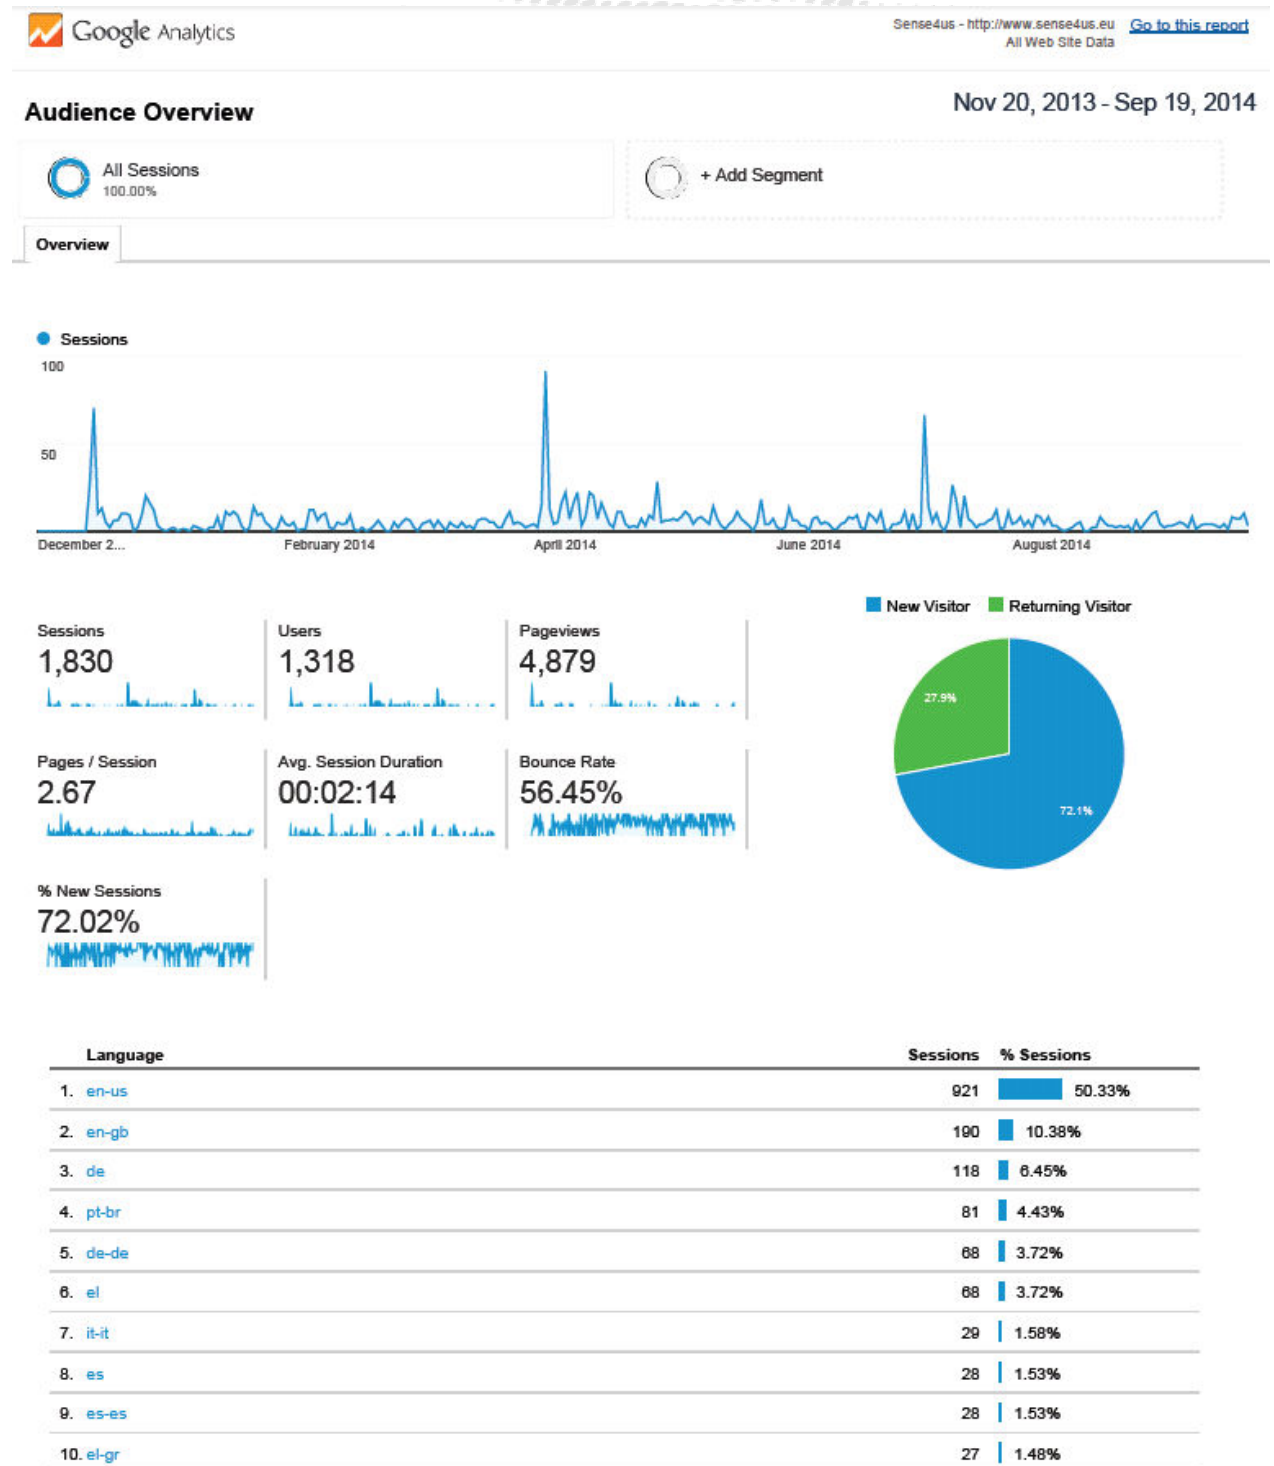 Google Analytics
Sense4us - http://www.sense4us.eu
All Web Site Data
Go to this report
Audience Overview
Nov 20, 2013 - Sep 19, 2014
All Sessions
100.00%
+ Add Segment
Overview
Sessions
100
50
December 2...
February 2014
April 2014
June 2014
August 2014
New Visitor
Returning Visitor
Sessions
1,830
Users
1,318
Pageviews
4,879
27.9%
72.1%
Pages / Session
2.67
Avg. Session Duration
00:02:14
Bounce Rate
56.45%
% New Sessions
72.02%
Language Sessions % Sessions
1. en-us 921 50.33%
2. en-gb 190 10.38%
3. de 118 6.45%
4. pt-br 81 4.43%
5. de-de 68 3.72%
6. el 68 3.72%
7. it-it 29 1.58%
8. es 28 1.53%
9. es-es 28 1.53%
10. el-gr 27 1.48%